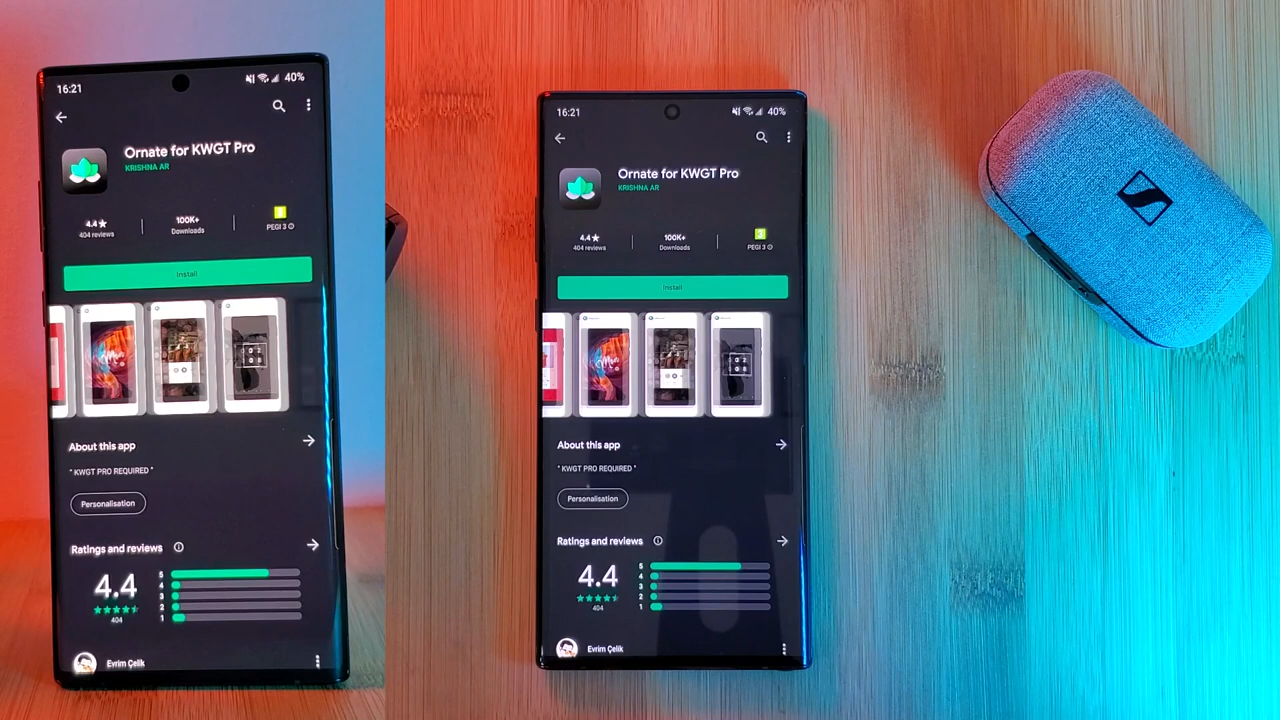 16:21
40%
Ornate for KWGT Pro
KRISHNA AR
4.4★
100K+
3
404 reviews
Downloads
PEGI 3
Install
About this app
* KWGT PRO REQUIRED *
Personalisation
Ratings and reviews
4.4
5
4
3
2
1
404
Evrim Çelik
16:21
40%
Ornate for KWGT Pro
KRISHNA AR
4.4★
100K+
3
404 reviews
Downloads
PEGI 3
Install
About this app
* KWGT PRO REQUIRED *
Personalisation
Ratings and reviews
4.4
5
4
3
2
1
404
Evrim Çelik